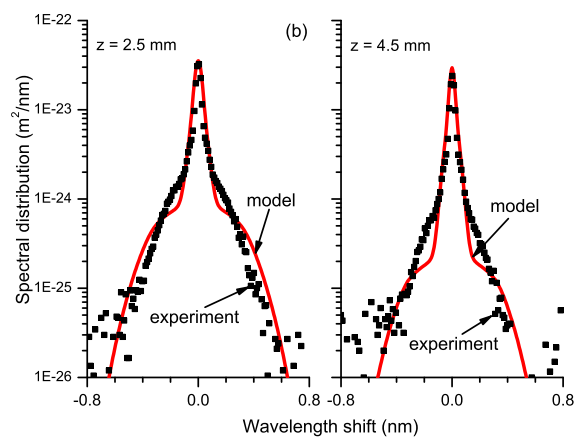 (b)
z = 2.5 mm
z = 4.5 mm
1E-22
1E-23
1E-24
1E-25
1E-26
Spectral distribution (m²/nm)
model
experiment
model
experiment
-0.8 0.0 0.8 -0.8 0.0 0.8
Wavelength shift (nm)